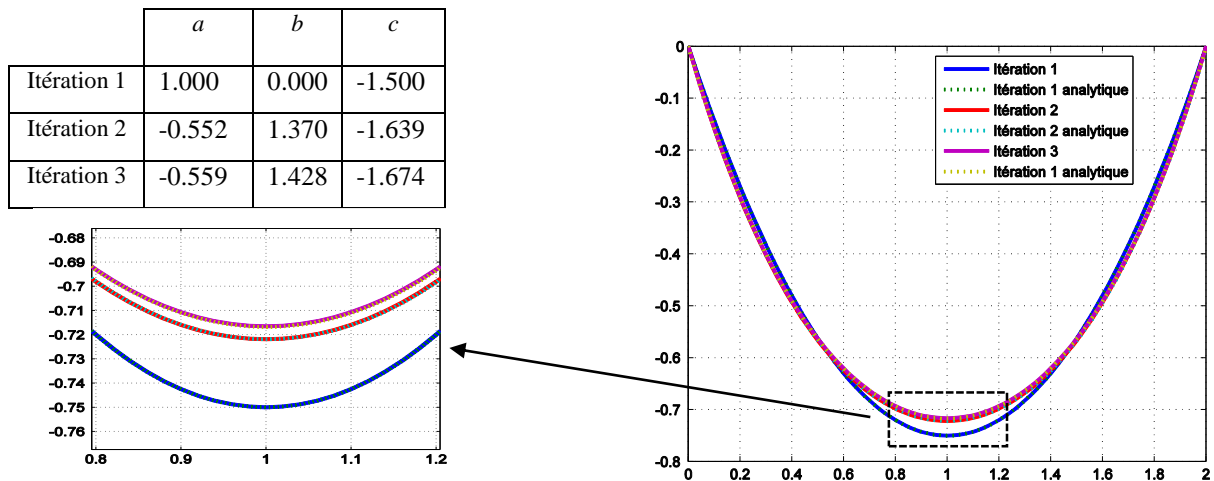 a b c
Itération 1 1.000 0.000 -1.500
Itération 2 -0.552 1.370 -1.639
Itération 3 -0.559 1.428 -1.674
-0.68
-0.69
-0.7
-0.71
-0.72
-0.73
-0.74
-0.75
-0.76
0.8 0.9 1 1.1 1.2
0
-0.1
-0.2
-0.3
-0.4
-0.5
-0.6
-0.7
-0.8
0 0.2 0.4 0.6 0.8 1 1.2 1.4 1.6 1.8 2
Itération 1
Itération 1 analytique
Itération 2
Itération 2 analytique
Itération 3
Itération 1 analytique